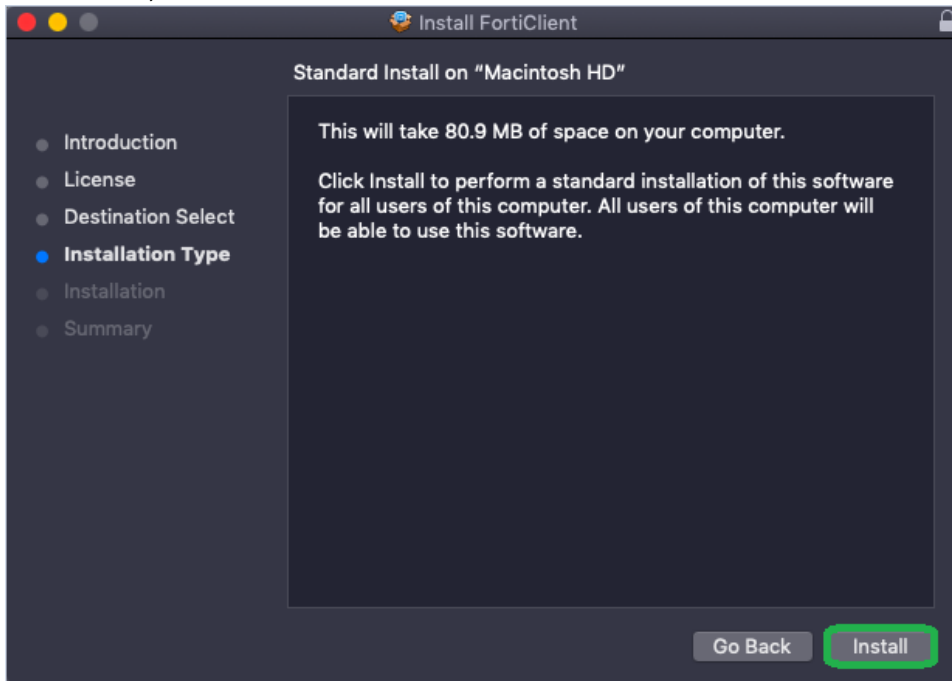 Install FortiClient
Standard Install on "Macintosh HD"
Introduction
License
Destination Select
Installation Type
Installation
Summary
This will take 80.9 MB of space on your computer.
Click Install to perform a standard installation of this software
for all users of this computer. All users of this computer will
be able to use this software.
Go Back
Install